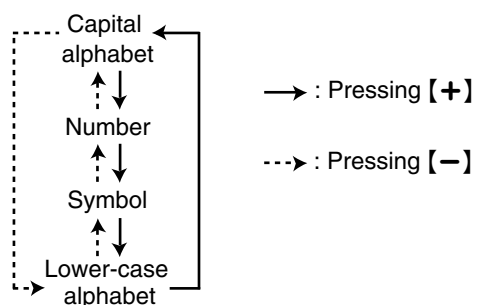 Capital
alphabet
Number
Symbol
Lower-case
alphabet
: Pressing【+】
: Pressing【−】